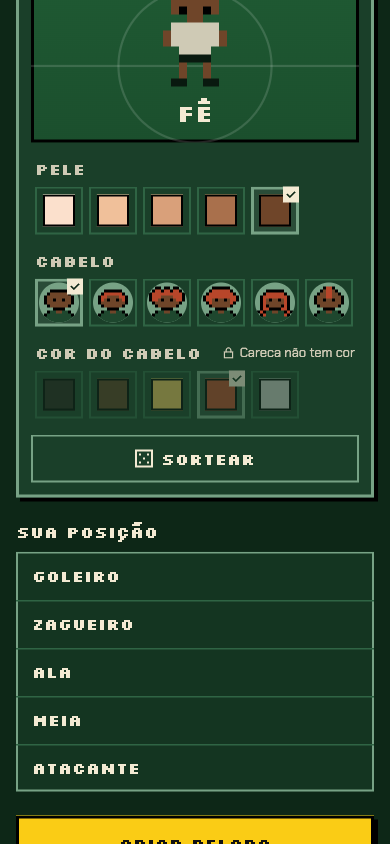 FÊ
PELE
CABELO
COR DO CABELO Careca não tem cor
SORTEAR
SUA POSIÇÃO
GOLEIRO
ZAGUEIRO
ALA
MEIA
ATACANTE